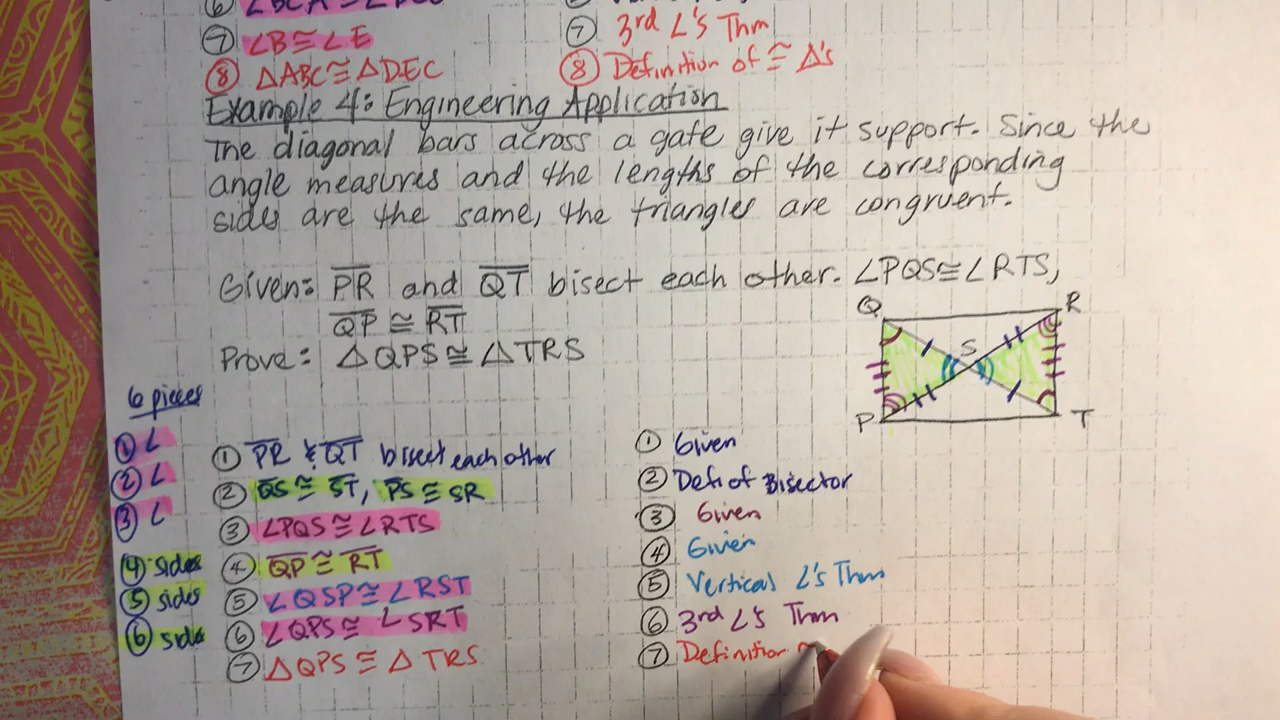 ⑥ ∠BCA ≅ ∠
⑦ ∠B ≅ ∠E ⑦ 3rd ∠'s Thm
⑧ △ABC ≅ △DEC ⑧ Definition of ≅ △'s
Example 4: Engineering Application
The diagonal bars across a gate give it support. Since the
angle measures and the lengths of the corresponding
sides are the same, the triangles are congruent.
Given: PR and QT bisect each other. ∠PQS ≅ ∠RTS,
QP ≅ RT
Prove: △QPS ≅ △TRS
Q R
S
P T
6 pieces
① ∠
② ∠
③ ∠
④ sides
⑤ sides
⑥ sides
① PR & QT bisect each other ① Given
② QS ≅ ST, PS ≅ SR ② Def. of Bisector
③ ∠PQS ≅ ∠RTS ③ Given
④ QP ≅ RT ④ Given
⑤ ∠QSP ≅ ∠RST ⑤ Vertical ∠'s Thm
⑥ ∠QPS ≅ ∠SRT ⑥ 3rd ∠'s Thm
⑦ △QPS ≅ △TRS ⑦ Definition